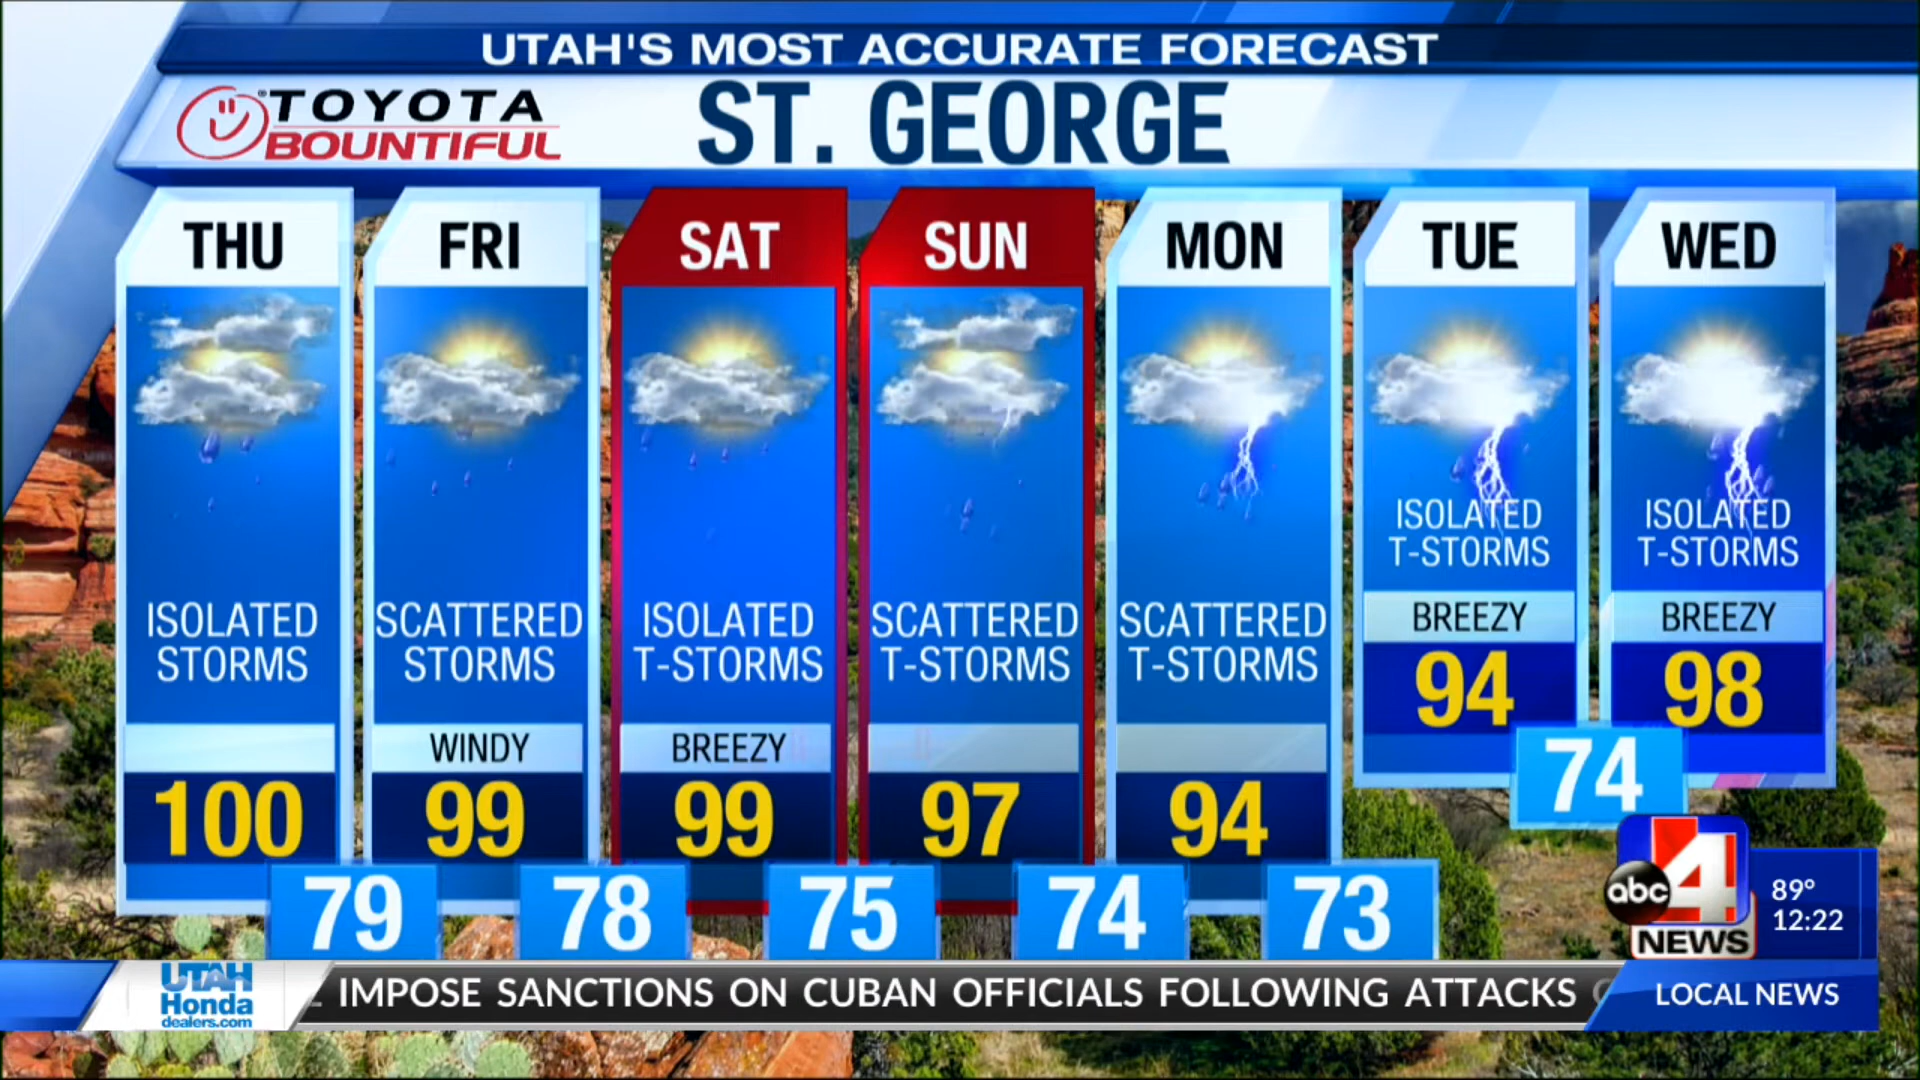 UTAH'S MOST ACCURATE FORECAST
TOYOTA
BOUNTIFUL
ST. GEORGE
THU
FRI
SAT
SUN
MON
TUE
WED
ISOLATED
STORMS
SCATTERED
STORMS
ISOLATED
T-STORMS
SCATTERED
T-STORMS
SCATTERED
T-STORMS
ISOLATED
T-STORMS
ISOLATED
T-STORMS
WINDY
BREEZY
BREEZY
BREEZY
100
99
99
97
94
94
98
79
78
75
74
73
74
abc
4
NEWS
89°
12:22
UTAH
Honda
dealers.com
IMPOSE SANCTIONS ON CUBAN OFFICIALS FOLLOWING ATTACKS
LOCAL NEWS